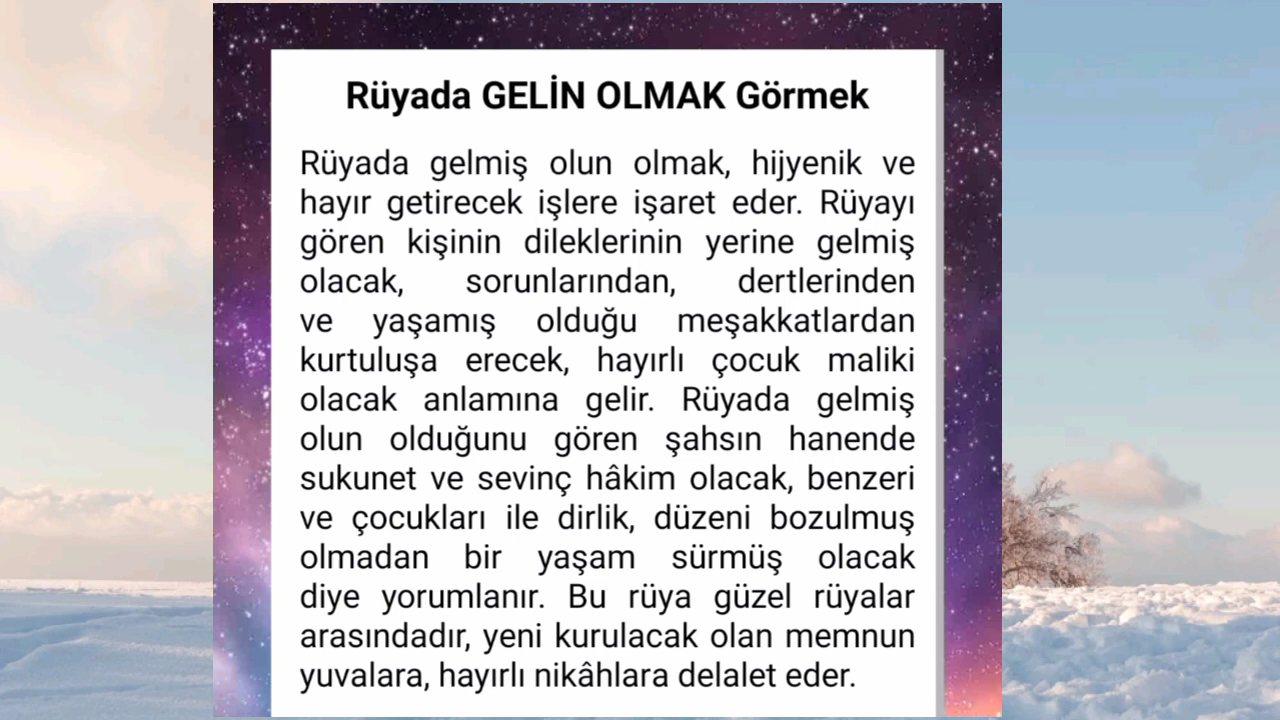 Rüyada GELİN OLMAK Görmek
Rüyada gelmiş olun olmak, hijyenik ve
hayır getirecek işlere işaret eder. Rüyayı
gören kişinin dileklerinin yerine gelmiş
olacak, sorunlarından, dertlerinden
ve yaşamış olduğu meşakkatlardan
kurtuluşa erecek, hayırlı çocuk maliki
olacak anlamına gelir. Rüyada gelmiş
olun olduğunu gören şahsın hanende
sukunet ve sevinç hâkim olacak, benzeri
ve çocukları ile dirlik, düzeni bozulmuş
olmadan bir yaşam sürmüş olacak
diye yorumlanır. Bu rüya güzel rüyalar
arasındadır, yeni kurulacak olan memnun
yuvalara, hayırlı nikâhlara delalet eder.